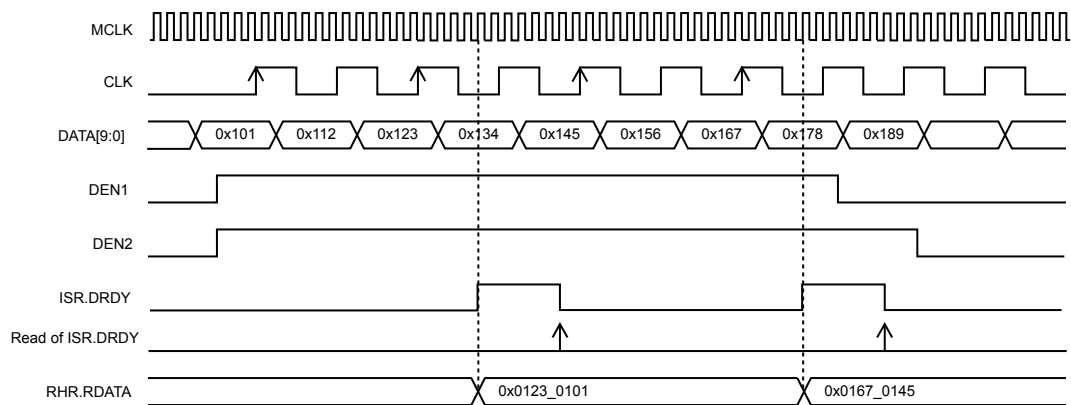 MCLK
CLK
DATA[9:0] 0x101 0x112 0x123 0x134 0x145 0x156 0x167 0x178 0x189
DEN1
DEN2
ISR.DRDY
Read of ISR.DRDY
RHR.RDATA 0x0123_0101 0x0167_0145